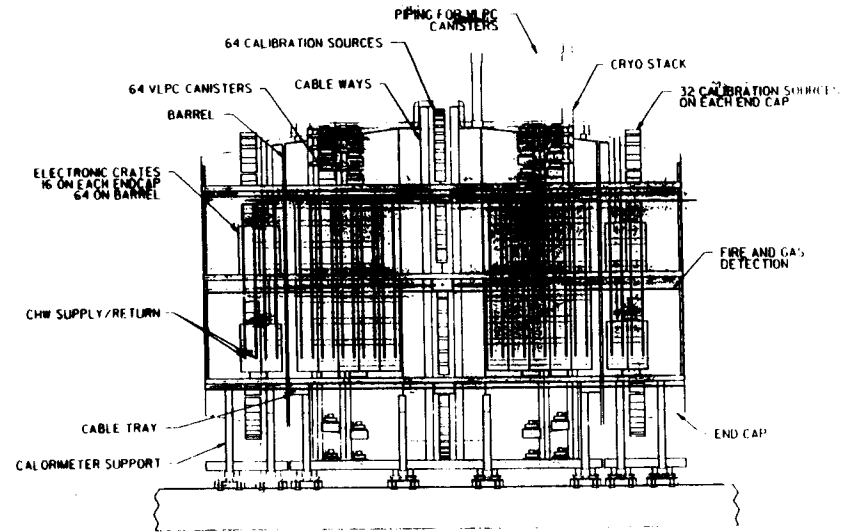 PIPING FOR VLPC
CANISTERS
64 CALIBRATION SOURCES
CRYO STACK
64 VLPC CANISTERS
CABLE WAYS
32 CALIBRATION SOURCES
ON EACH END CAP
BARREL
ELECTRONIC CRATES
16 ON EACH ENDCAP
64 ON BARREL
FIRE AND GAS
DETECTION
CHW SUPPLY/RETURN
CABLE TRAY
END CAP
CALORIMETER SUPPORT